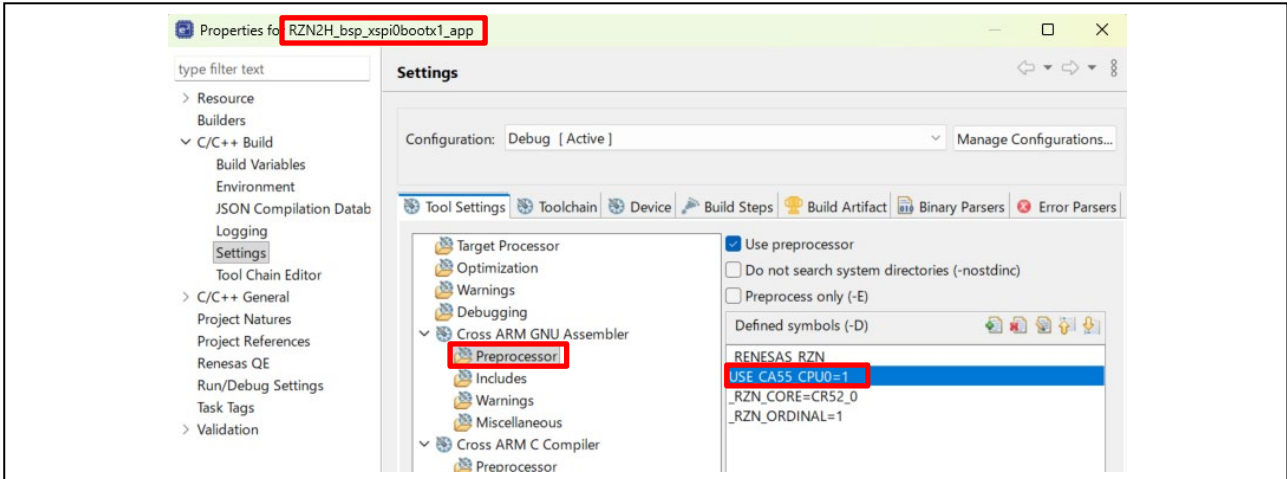 Properties fo RZN2H_bsp_xspi0bootx1_app
type filter text
Resource
Builders
C/C++ Build
Build Variables
Environment
JSON Compilation Datab
Logging
Settings
Tool Chain Editor
C/C++ General
Project Natures
Project References
Renesas QE
Run/Debug Settings
Task Tags
Validation
Settings
Configuration: Debug [ Active ] Manage Configurations...
Tool Settings Toolchain Device Build Steps Build Artifact Binary Parsers Error Parsers
Target Processor
Optimization
Warnings
Debugging
Cross ARM GNU Assembler
Preprocessor
Includes
Warnings
Miscellaneous
Cross ARM C Compiler
Preprocessor
Use preprocessor
Do not search system directories (-nostdinc)
Preprocess only (-E)
Defined symbols (-D)
_RENESAS_RZN_
USE_CA55_CPU0=1
_RZN_CORE=CR52_0
_RZN_ORDINAL=1